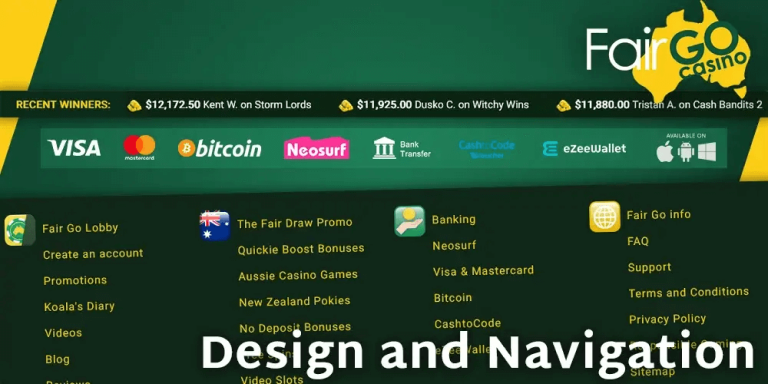 Fair GO
casino
RECENT WINNERS: $12,172.50 Kent W. on Storm Lords $11,925.00 Dusko C. on Witchy Wins $11,880.00 Tristan A. on Cash Bandits 2
VISA mastercard bitcoin Neosurf Bank Transfer CashtoCode eZeeWallet AVAILABLE ON
Fair Go Lobby
Create an account
Promotions
Koala's Diary
Videos
Blog
Reviews
The Fair Draw Promo
Quickie Boost Bonuses
Aussie Casino Games
New Zealand Pokies
No Deposit Bonuses
Video Slots
Banking
Neosurf
Visa & Mastercard
Bitcoin
CashtoCode
eZeeWallet
Fair Go info
FAQ
Support
Terms and Conditions
Privacy Policy
Sitemap
Design and Navigation